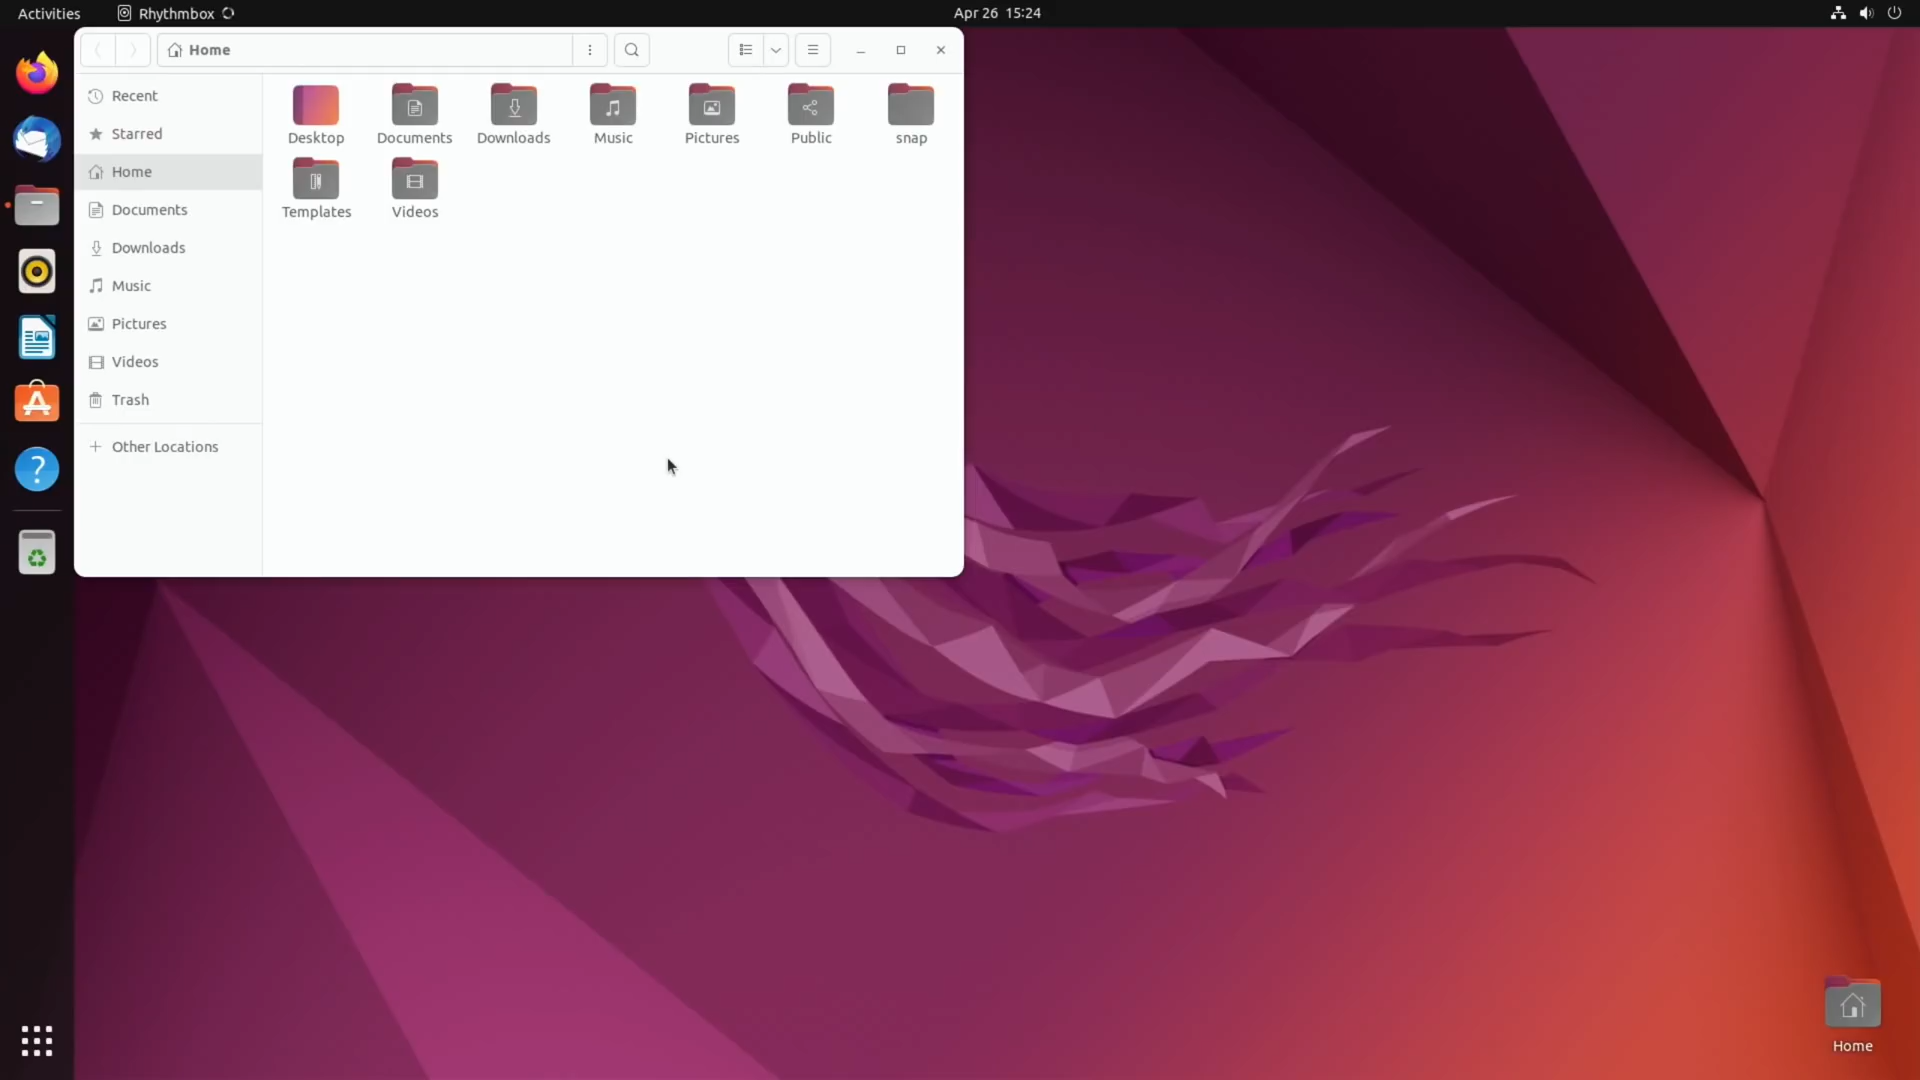 Activities
Rhythmbox
Apr 26 15:24
Home
Recent
Starred
Home
Documents
Downloads
Music
Pictures
Videos
Trash
Other Locations
Desktop
Documents
Downloads
Music
Pictures
Public
snap
Templates
Videos
Home